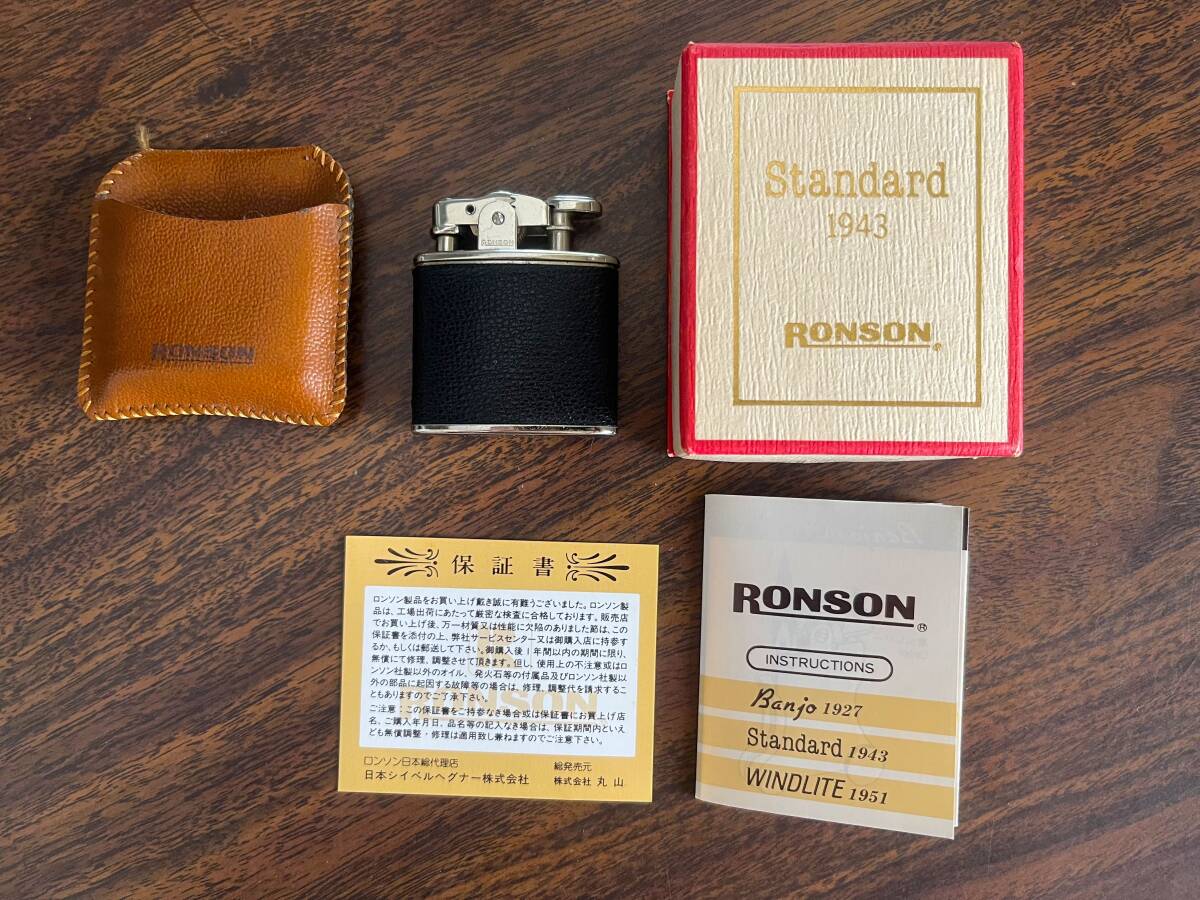 RONSON
RONSON
Standard
1943
RONSON®
保証書
ロンソン製品をお買い上げ戴き誠に有難うございました。ロンソン製
品は、工場出荷にあたって厳密な検査に合格しております。販売店
でお買い上げ後、万一材質又は性能に欠陥のありました節は、この
保証書を添付の上、弊社サービスセンター又は御購入店に持参す
るか、もしくは郵送して下さい。御購入後1年間以内の期間に限り、
無償にて修理、調整させて頂きます。但し、使用上の不注意或はロ
ンソン社製以外のオイル、発火石等の付属品及びロンソン社製以
外の部品に起因する故障等の場合は、修理、調整代を請求するこ
ともありますのでご了承下さい。
ご注意：この保証書をご持参なき場合或は保証書にお買上げ店
名、ご購入年月日、品名等の記入なき場合は、保証期間内といえ
ども無償調整・修理は適用致し兼ねますのでご注意下さい。
RONSON
ロンソン日本総代理店
日本シイベルヘグナー株式会社
総発売元
株式会社 丸山
RONSON®
INSTRUCTIONS
Banjo 1927
Standard 1943
WINDLITE 1951